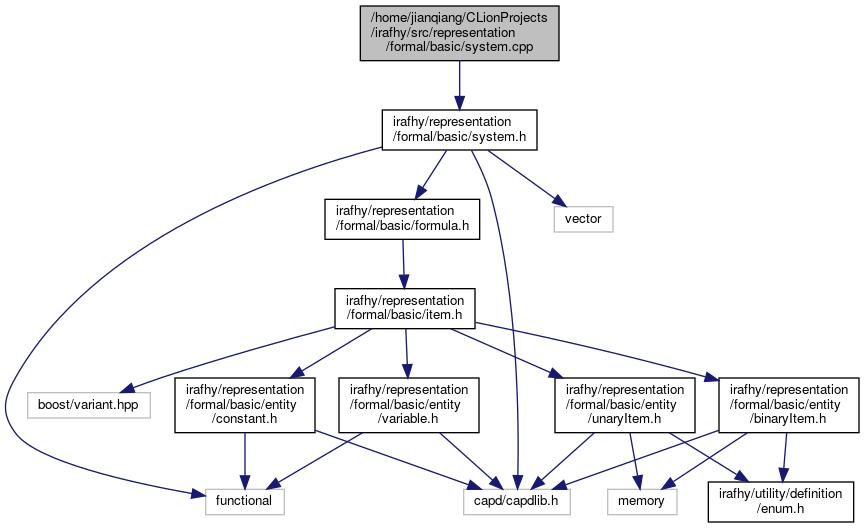 /home/jianqiang/CLionProjects
/irafhy/src/representation
/formal/basic/system.cpp
irafhy/representation
/formal/basic/system.h
irafhy/representation
/formal/basic/formula.h
vector
irafhy/representation
/formal/basic/item.h
boost/variant.hpp
irafhy/representation
/formal/basic/entity
/constant.h
irafhy/representation
/formal/basic/entity
/variable.h
irafhy/representation
/formal/basic/entity
/unaryItem.h
irafhy/representation
/formal/basic/entity
/binaryItem.h
functional
capd/capdlib.h
memory
irafhy/utility/definition
/enum.h